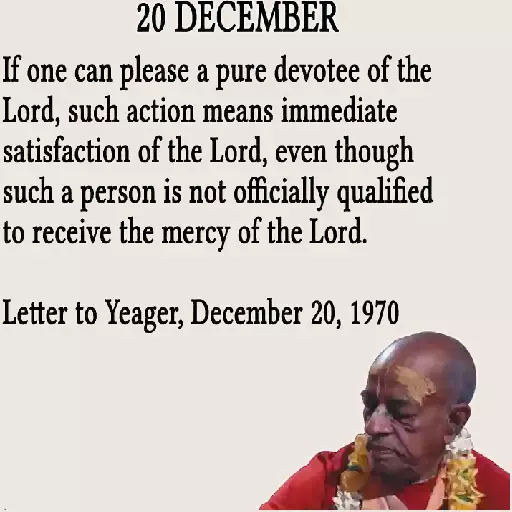 20 DECEMBER
If one can please a pure devotee of the
Lord, such action means immediate
satisfaction of the Lord, even though
such a person is not officially qualified
to receive the mercy of the Lord.
Letter to Yeager, December 20, 1970